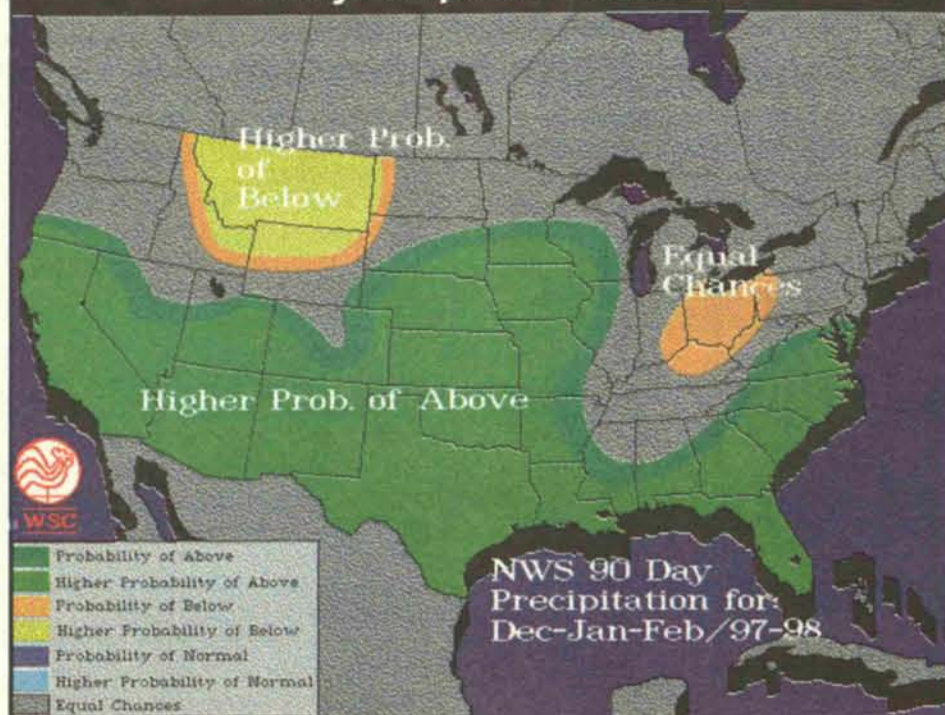 Higher Prob.
of
Below
Equal
Chances
Higher Prob. of Above
WSC
NWS 90 Day
Precipitation for:
Dec-Jan-Feb/97-98
Probability of Above
Higher Probability of Above
Probability of Below
Higher Probability of Below
Probability of Normal
Higher Probability of Normal
Equal Chances